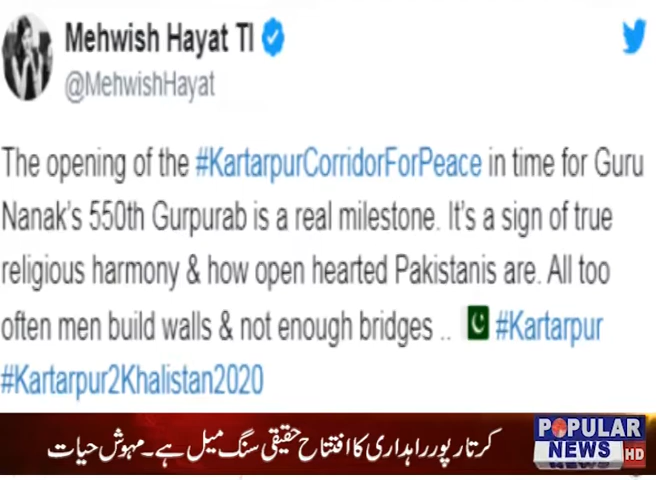 Mehwish Hayat TI
@MehwishHayat
The opening of the #KartarpurCorridorForPeace in time for Guru
Nanak's 550th Gurpurab is a real milestone. It's a sign of true
religious harmony & how open hearted Pakistanis are. All too
often men build walls & not enough bridges .. 🇵🇰 #Kartarpur
#Kartarpur2Khalistan2020
کرتارپور راہداری کا افتتاح حقیقی سنگ میل ہے۔ مہوش حیات
POPULAR
NEWS HD